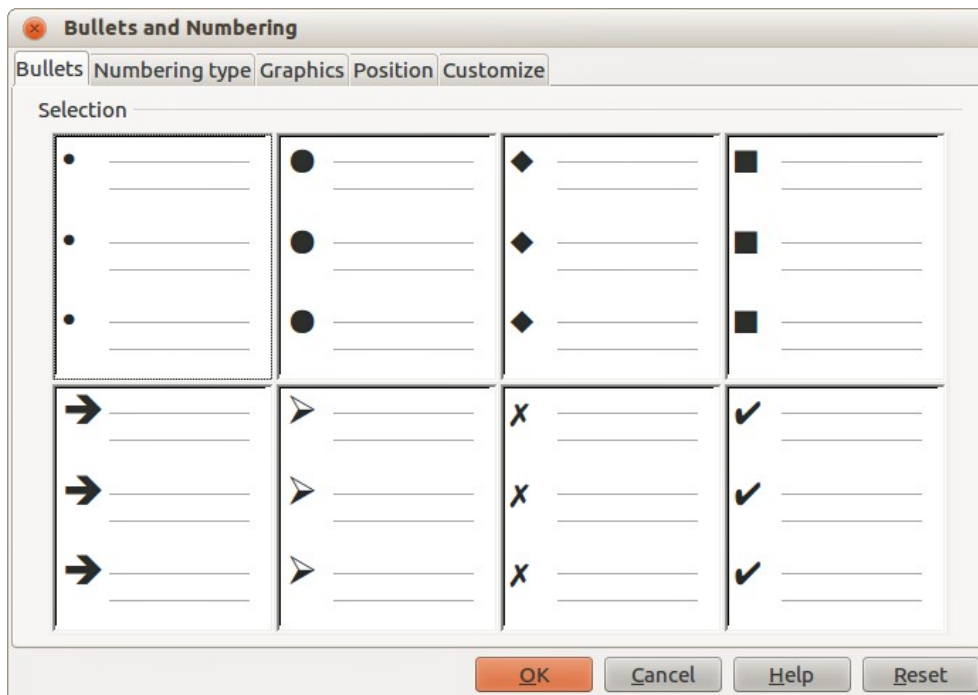 Bullets and Numbering
Bullets Numbering type Graphics Position Customize
Selection
OK Cancel Help Reset